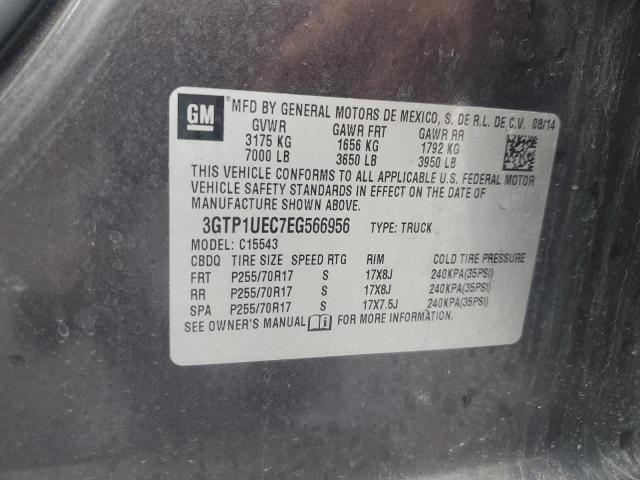 GM MFD BY GENERAL MOTORS DE MEXICO, S. DE R.L. DE C.V. 08/14
GVWR GAWR FRT GAWR RR
3175 KG 1656 KG 1792 KG
7000 LB 3650 LB 3950 LB
THIS VEHICLE CONFORMS TO ALL APPLICABLE U.S. FEDERAL MOTOR
VEHICLE SAFETY STANDARDS IN EFFECT ON THE DATE OF
MANUFACTURE SHOWN ABOVE.
3GTP1UEC7EG566956 TYPE: TRUCK
MODEL: C15543
CBDQ TIRE SIZE SPEED RTG RIM COLD TIRE PRESSURE
FRT P255/70R17 S 17X8J 240KPA(35PSI)
RR P255/70R17 S 17X8J 240KPA(35PSI)
SPA P255/70R17 S 17X7.5J 240KPA(35PSI)
SEE OWNER'S MANUAL i FOR MORE INFORMATION.